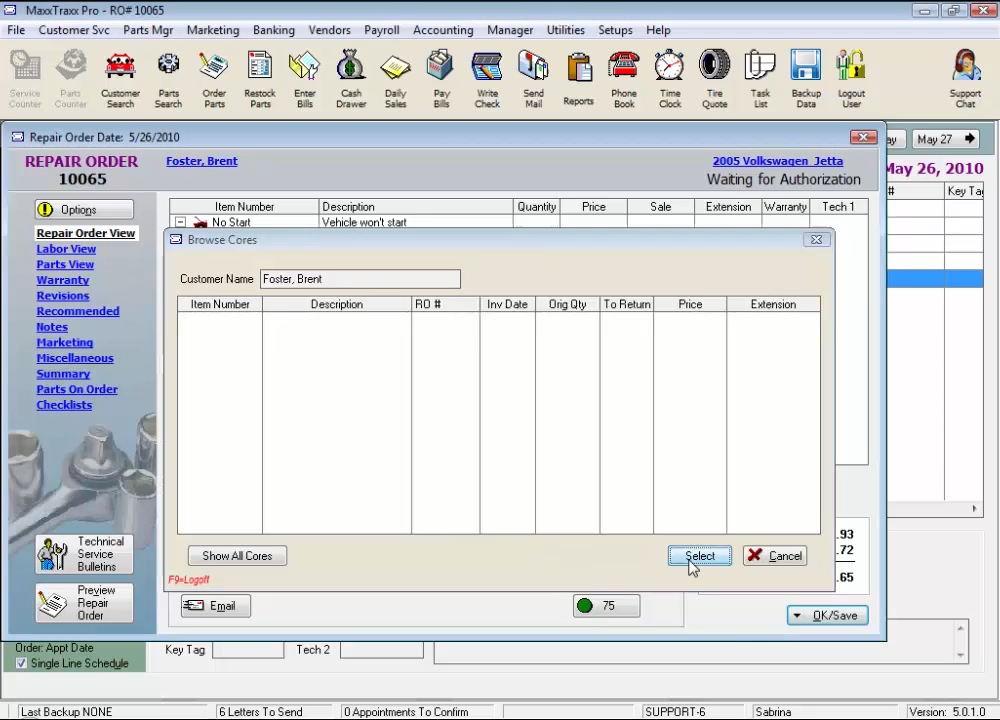 MaxxTraxx Pro - RO# 10065
File Customer Svc Parts Mgr Marketing Banking Vendors Payroll Accounting Manager Utilities Setups Help
Service Counter Parts Counter Customer Search Parts Search Order Parts Restock Parts Enter Bills Cash Drawer Daily Sales Pay Bills Write Check Send Mail Reports Phone Book Time Clock Tire Quote Task List Backup Data Logout User Support Chat
Repair Order Date: 5/26/2010
ay May 27
REPAIR ORDER
10065
Foster, Brent
2005 Volkswagen Jetta
Waiting for Authorization
May 26, 2010
# Key Tag
Options
Item Number Description Quantity Price Sale Extension Warranty Tech 1
No Start Vehicle won't start
Repair Order View
Labor View
Parts View
Warranty
Revisions
Recommended
Notes
Marketing
Miscellaneous
Summary
Parts On Order
Checklists
Browse Cores
Customer Name Foster, Brent
Item Number Description RO # Inv Date Orig Qty To Return Price Extension
Show All Cores Select Cancel
F9=Logoff
.93
.72
.65
Technical Service Bulletins
Preview Repair Order
Email 75 OK/Save
Order: Appt Date
Single Line Schedule
Key Tag Tech 2
Last Backup NONE 6 Letters To Send 0 Appointments To Confirm SUPPORT-6 Sabrina Version: 5.0.1.0